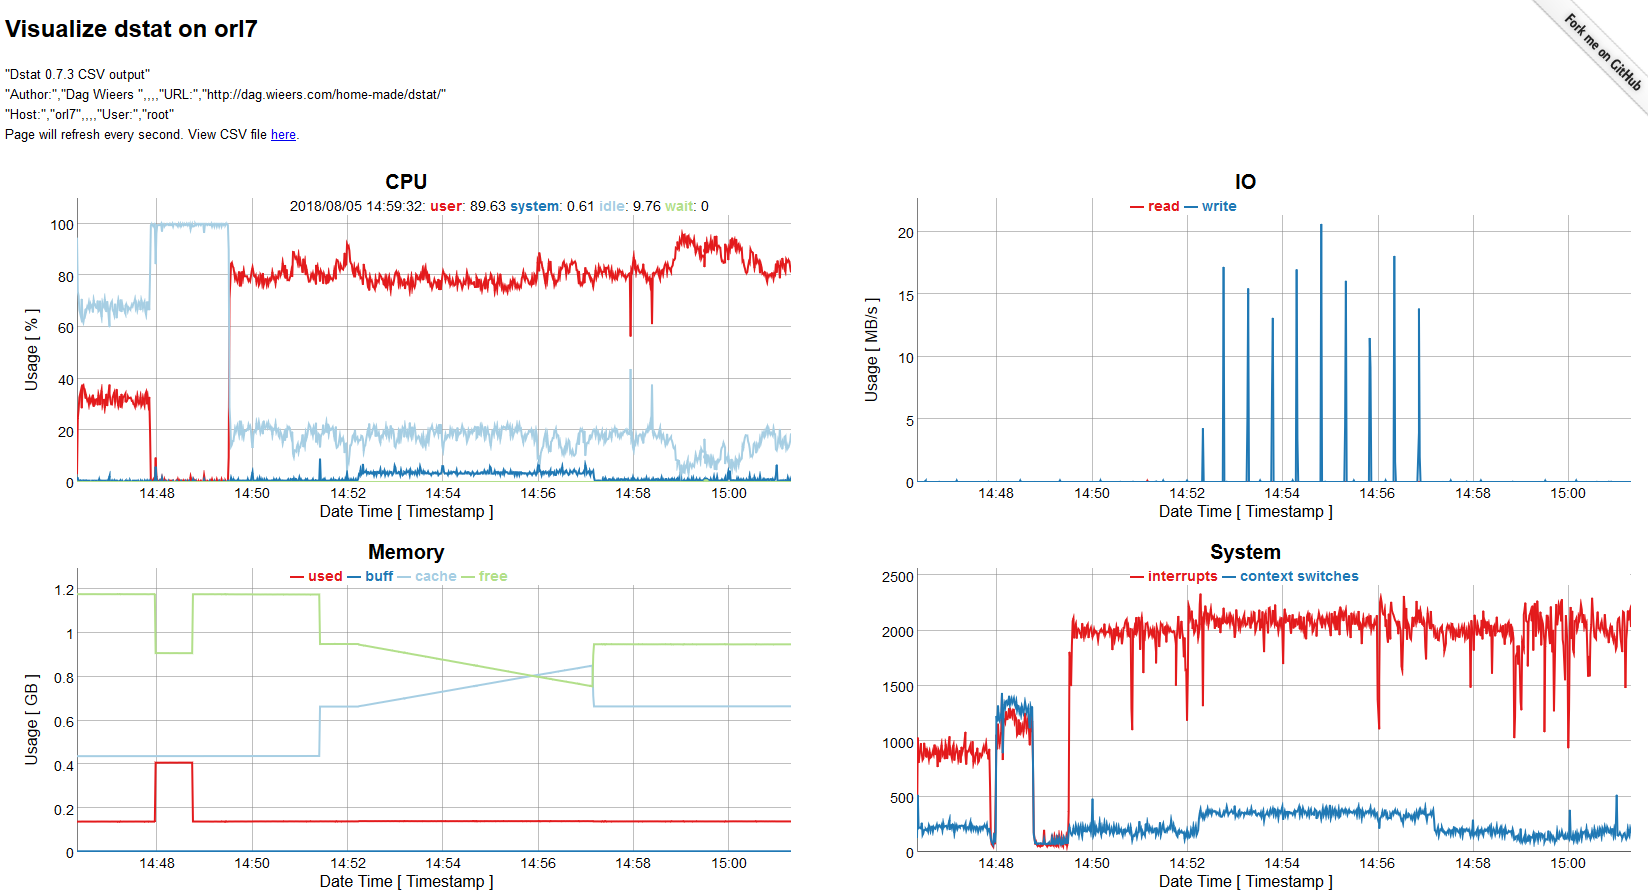 Visualize dstat on orl7
Fork me on GitHub
"Dstat 0.7.3 CSV output"
"Author:","Dag Wieers ",,,,"URL:","http://dag.wieers.com/home-made/dstat/"
"Host:","orl7",,,,"User:","root"
Page will refresh every second. View CSV file here.
CPU
2018/08/05 14:59:32: user: 89.63 system: 0.61 idle: 9.76 wait: 0
Usage [ % ]
100
80
60
40
20
0
14:48 14:50 14:52 14:54 14:56 14:58 15:00
Date Time [ Timestamp ]
IO
read write
Usage [ MB/s ]
20
15
10
5
0
14:48 14:50 14:52 14:54 14:56 14:58 15:00
Date Time [ Timestamp ]
Memory
used buff cache free
Usage [ GB ]
1.2
1
0.8
0.6
0.4
0.2
0
14:48 14:50 14:52 14:54 14:56 14:58 15:00
Date Time [ Timestamp ]
System
interrupts context switches
2500
2000
1500
1000
500
0
14:48 14:50 14:52 14:54 14:56 14:58 15:00
Date Time [ Timestamp ]